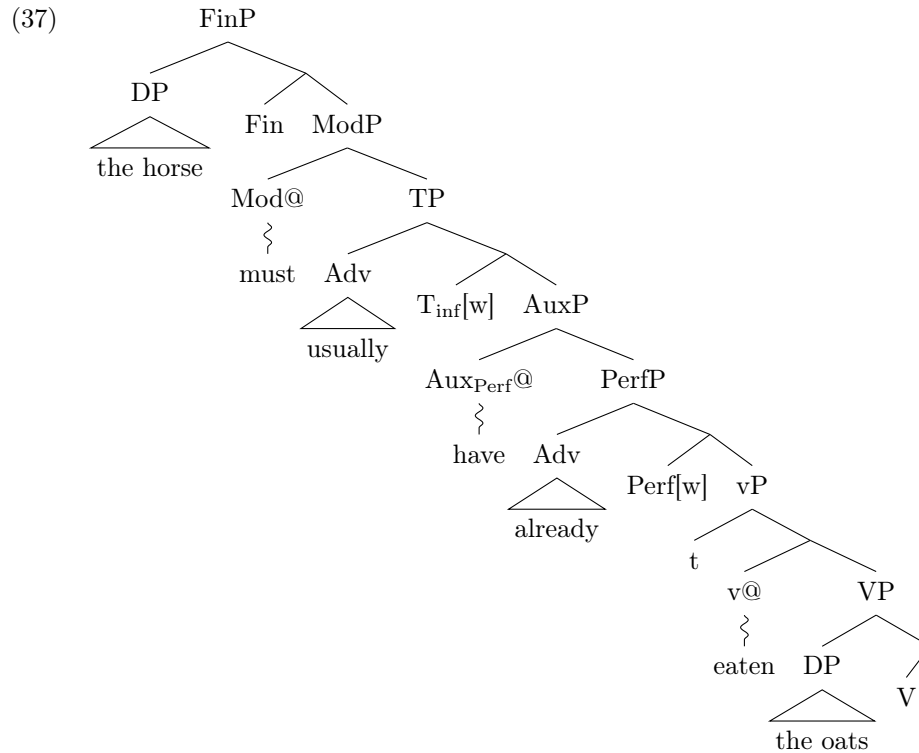 (37)
FinP
DP
Fin ModP
the horse
Mod@ TP
must Adv
T_inf[w] AuxP
usually
Aux_Perf@ PerfP
have Adv
Perf[w] vP
already
t
v@ VP
eaten DP
V
the oats